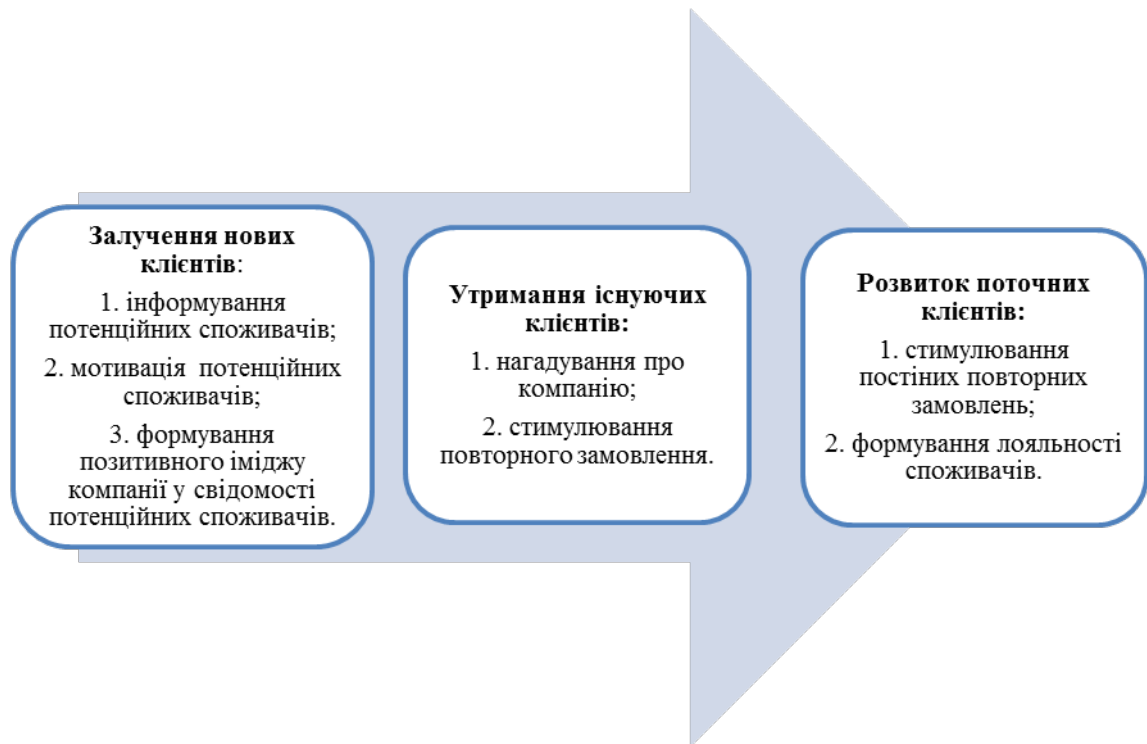 Залучення нових
клієнтів:
1. інформування
потенційних споживачів;
2. мотивація потенційних
споживачів;
3. формування
позитивного іміджу
компанії у свідомості
потенційних споживачів.
Утримання існуючих
клієнтів:
1. нагадування про
компанію;
2. стимулювання
повторного замовлення.
Розвиток поточних
клієнтів:
1. стимулювання
постіних повторних
замовлень;
2. формування лояльності
споживачів.